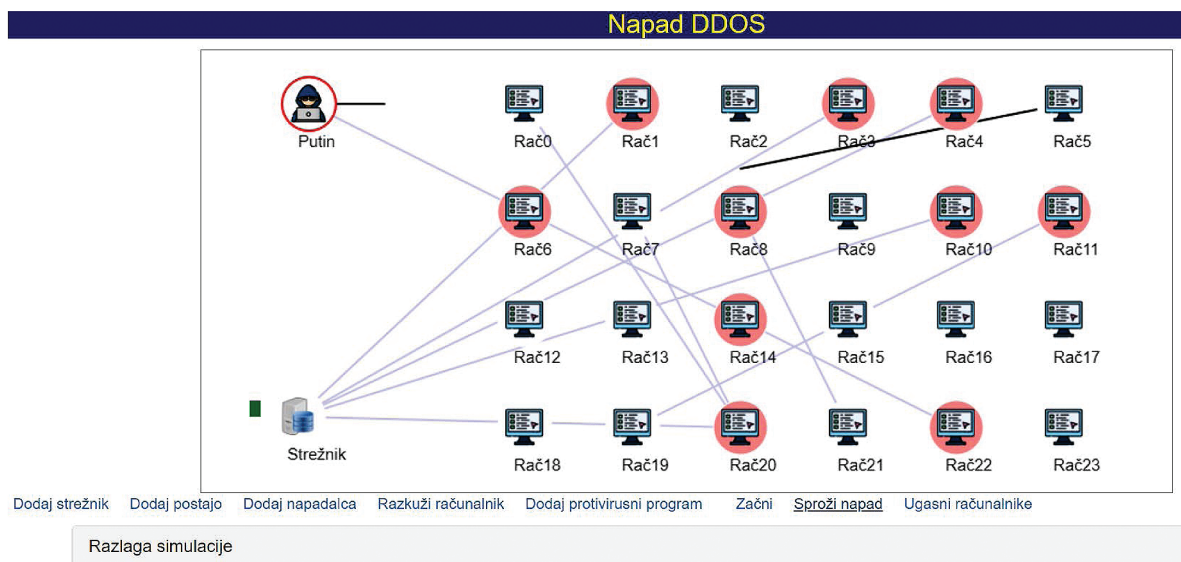 Napad DDOS
Putin Rač0 Rač1 Rač2 Rač3 Rač4 Rač5
Rač6 Rač7 Rač8 Rač9 Rač10 Rač11
Rač12 Rač13 Rač14 Rač15 Rač16 Rač17
Strežnik Rač18 Rač19 Rač20 Rač21 Rač22 Rač23
Dodaj strežnik Dodaj postajo Dodaj napadalca Razkuži računalnik Dodaj protivirusni program Začni Sproži napad Ugasni računalnike
Razlaga simulacije